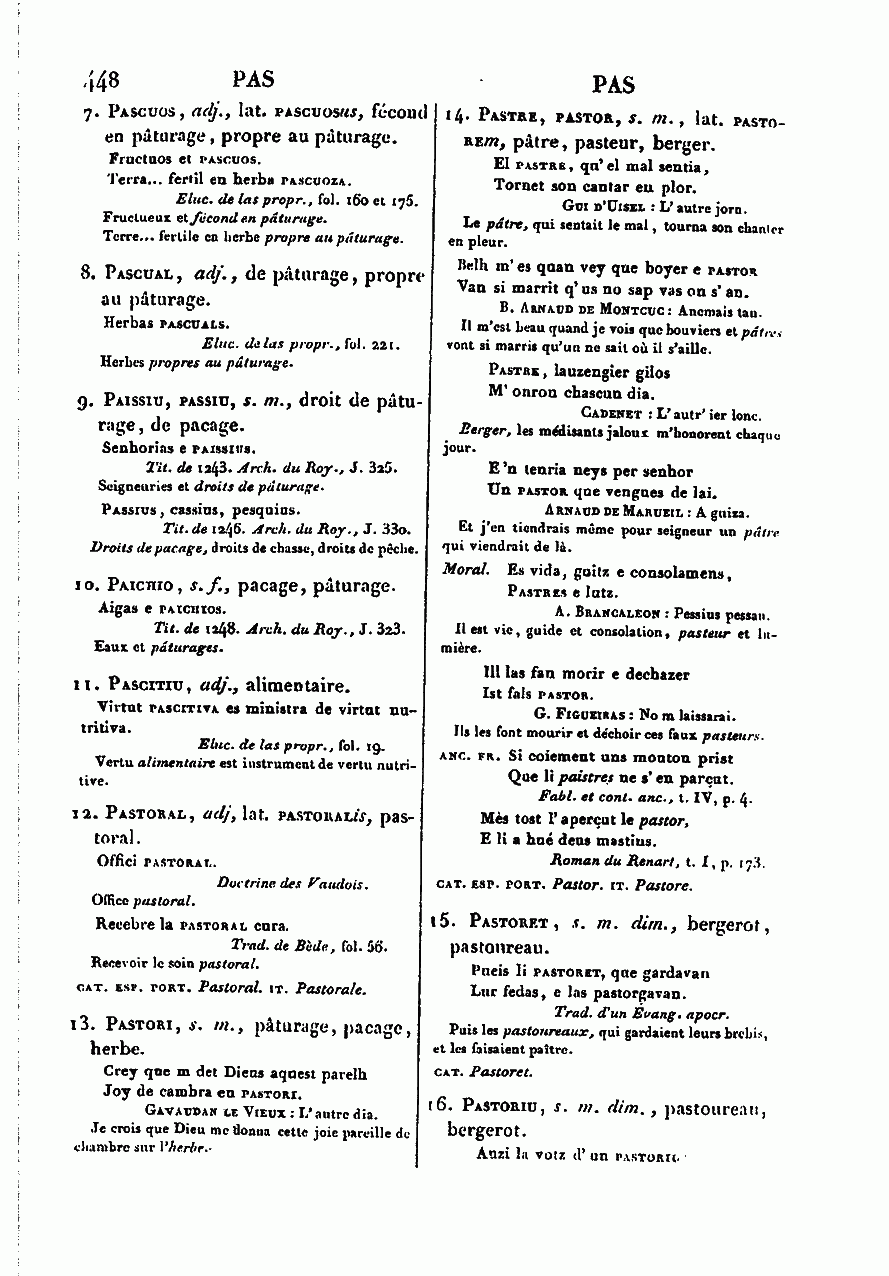 448 PAS
PAS
7. Pascuos, adj., lat. pascuosus, fécond
en pâturage, propre au pâturage.
Fructuos et pascuos.
Terra... fertil en herba pascuoza.
Eluc. de las propr., fol. 160 et 175.
Fructueux et fécond en pâturage.
Terre... fertile en herbe propre au pâturage.
8. Pascual, adj., de pâturage, propre
au pâturage.
Herbas pascuals.
Eluc. de las propr., fol. 221.
Herbes propres au pâturage.
9. Paissiu, passiu, s. m., droit de pâtu-
rage, de pacage.
Senhorias e paissius.
Tit. de 1243. Arch. du Roy., J. 325.
Seigneuries et droits de pâturage.
Passius, cassius, pesquius.
Tit. de 1246. Arch. du Roy., J. 330.
Droits de pacage, droits de chasse, droits de pêche.
10. Paichio, s. f., pacage, pâturage.
Aigas e paichios.
Tit. de 1248. Arch. du Roy., J. 323.
Eaux et pâturages.
11. Pascitiu, adj., alimentaire.
Virtut pascitiva es ministra de virtut nu-
tritiva.
Eluc. de las propr., fol. 19.
Vertu alimentaire est instrument de vertu nutri-
tive.
12. Pastoral, adj, lat. pastoralis, pas-
toral.
Offici pastoral.
Doctrine des Vaudois.
Office pastoral.
Recebre la pastoral cura.
Trad. de Bède, fol. 56.
Recevoir le soin pastoral.
cat. esp. port. Pastoral. it. Pastorale.
13. Pastori, s. m., pâturage, pacage,
herbe.
Crey que m det Dieus aquest parelh
Joy de cambra en pastori.
Gavaudan le Vieux : L'autre dia.
Je crois que Dieu me donna cette joie pareille de
chambre sur l'herbe.
14. Pastre, pastor, s. m., lat. pasto-
rem, pâtre, pasteur, berger.
El pastre, qu'el mal sentia,
Tornet son cantar en plor.
Gui d'Uisel : L'autre jorn.
Le pâtre, qui sentait le mal, tourna son chanter
en pleur.
Belh m'es quan vey que boyer e pastor
Van si marrit q'us no sap vas on s'an.
B. Arnaud de Montcuc : Ancmais tan.
Il m'est beau quand je vois que bouviers et pâtres
vont si marris qu'un ne sait où il s'aille.
Pastre, lauzengier gilos
M'onron chascun dia.
Cadenet : L'autr'ier lonc.
Berger, les médisants jaloux m'honorent chaque
jour.
E'n tenria neys per senhor
Un pastor que vengues de lai.
Arnaud de Marueil : A guiza.
Et j'en tiendrais même pour seigneur un pâtre
qui viendrait de là.
Moral. Es vida, guitz e consolamens,
Pastres e lutz.
A. Brancaleon : Pessius pessan.
Il est vie, guide et consolation, pasteur et lu-
mière.
Ill las fan morir e dechazer
Ist fals pastor.
G. Figueiras : No m laissarai.
Ils les font mourir et déchoir ces faux pasteurs.
anc. fr. Si coiement uns mouton prist
Que li paistres ne s'en parçut.
Fabl. et cont. anc., t. IV, p. 4.
Mès tost l'aperçut le pastor,
E li a hué deus mastins.
Roman du Renart, t. I, p. 173.
cat. esp. port. Pastor. it. Pastore.
15. Pastoret, s. m. dim., bergerot,
pastoureau.
Pueis li pastoret, que gardavan
Lur fedas, e las pastorgavan.
Trad. d'un Évang. apocr.
Puis les pastoureaux, qui gardaient leurs brebis,
et les faisaient paître.
cat. Pastoret.
16. Pastoriu, s. m. dim., pastoureau,
bergerot.
Auzi la votz d'un pastoriu